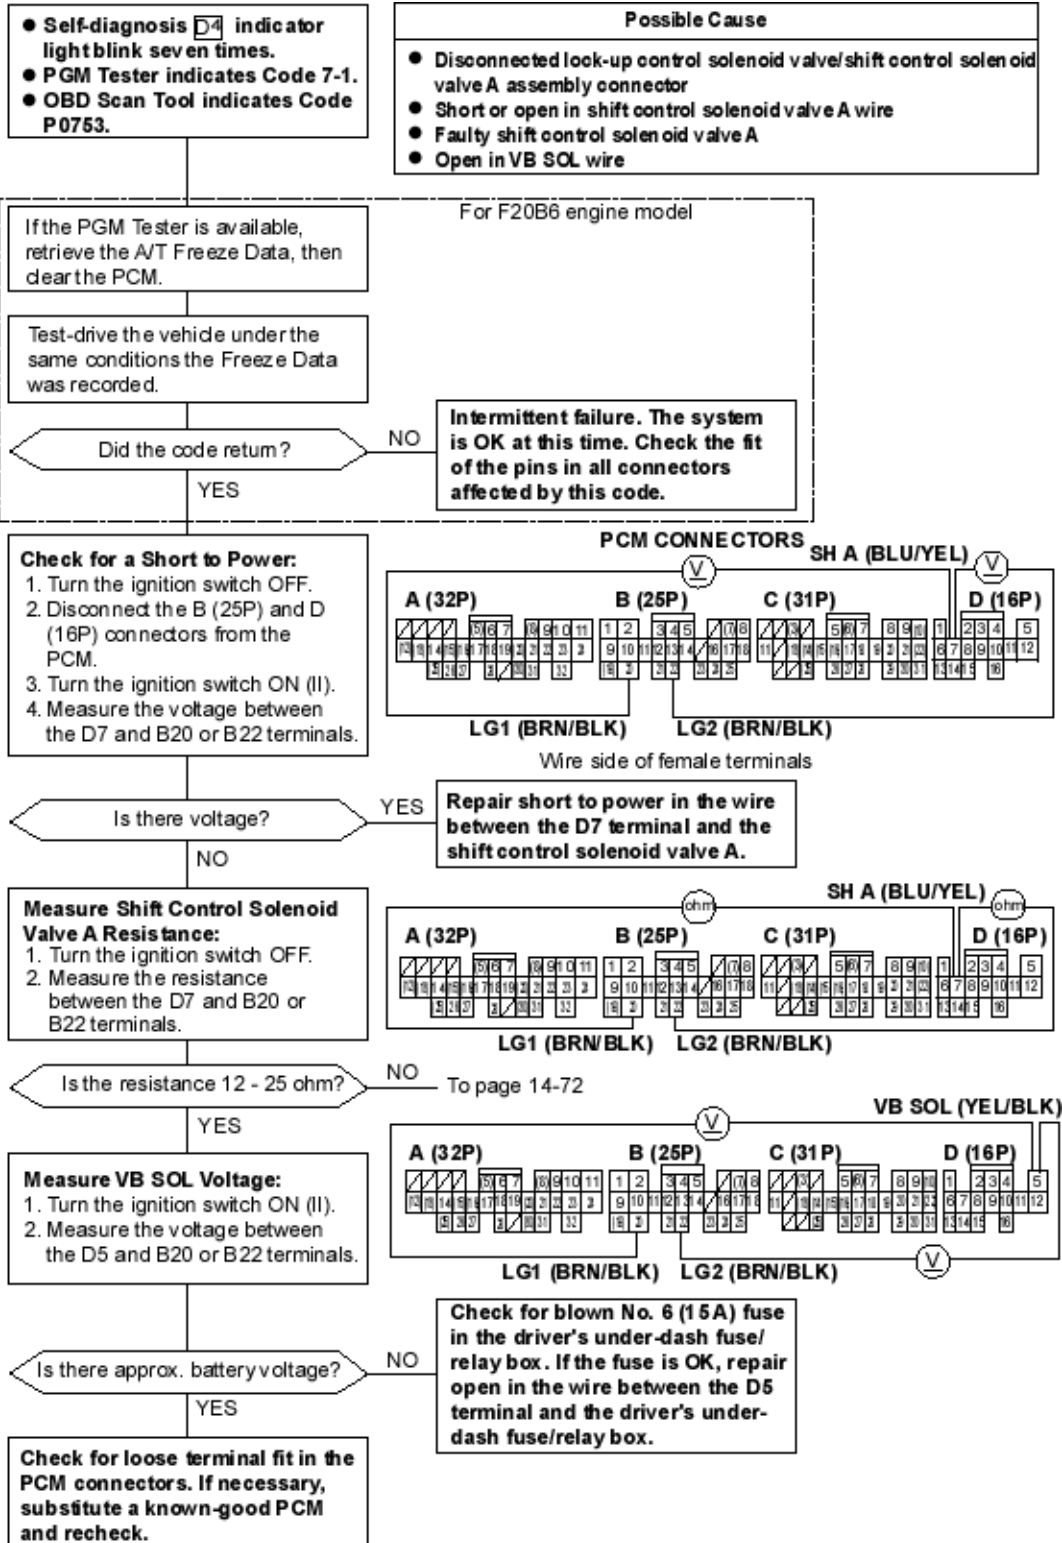 ● Self-diagnosis D4 indicator
light blink seven times.
● PGM Tester indicates Code 7-1.
● OBD Scan Tool indicates Code
P0753.
Possible Cause
● Disconnected lock-up control solenoid valve/shift control solenoid
valve A assembly connector
● Short or open in shift control solenoid valve A wire
● Faulty shift control solenoid valve A
● Open in VB SOL wire
For F20B6 engine model
If the PGM Tester is available,
retrieve the A/T Freeze Data, then
clear the PCM.
Test-drive the vehicle under the
same conditions the Freeze Data
was recorded.
Did the code return?
NO
Intermittent failure. The system
is OK at this time. Check the fit
of the pins in all connectors
affected by this code.
YES
Check for a Short to Power:
1. Turn the ignition switch OFF.
2. Disconnect the B (25P) and D
(16P) connectors from the
PCM.
3. Turn the ignition switch ON (II).
4. Measure the voltage between
the D7 and B20 or B22 terminals.
PCM CONNECTORS
SH A (BLU/YEL)
V
V
A (32P)
B (25P)
C (31P)
D (16P)
LG1 (BRN/BLK)
LG2 (BRN/BLK)
Wire side of female terminals
Is there voltage?
YES
Repair short to power in the wire
between the D7 terminal and the
shift control solenoid valve A.
NO
Measure Shift Control Solenoid
Valve A Resistance:
1. Turn the ignition switch OFF.
2. Measure the resistance
between the D7 and B20 or
B22 terminals.
SH A (BLU/YEL)
ohm
ohm
A (32P)
B (25P)
C (31P)
D (16P)
LG1 (BRN/BLK)
LG2 (BRN/BLK)
Is the resistance 12 - 25 ohm?
NO
To page 14-72
YES
Measure VB SOL Voltage:
1. Turn the ignition switch ON (II).
2. Measure the voltage between
the D5 and B20 or B22 terminals.
VB SOL (YEL/BLK)
V
A (32P)
B (25P)
C (31P)
D (16P)
LG1 (BRN/BLK)
LG2 (BRN/BLK)
V
Is there approx. battery voltage?
NO
Check for blown No. 6 (15A) fuse
in the driver's under-dash fuse/
relay box. If the fuse is OK, repair
open in the wire between the D5
terminal and the driver's under-
dash fuse/relay box.
YES
Check for loose terminal fit in the
PCM connectors. If necessary,
substitute a known-good PCM
and recheck.